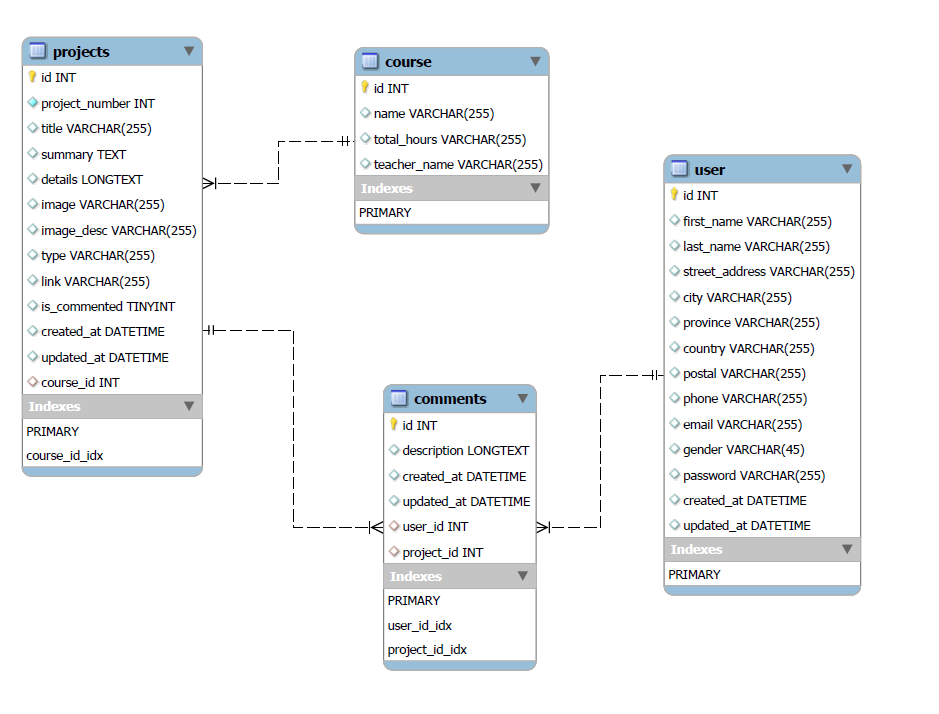 projects
id INT
project_number INT
title VARCHAR(255)
summary TEXT
details LONGTEXT
image VARCHAR(255)
image_desc VARCHAR(255)
type VARCHAR(255)
link VARCHAR(255)
is_commented TINYINT
created_at DATETIME
updated_at DATETIME
course_id INT
Indexes
PRIMARY
course_id_idx
course
id INT
name VARCHAR(255)
total_hours VARCHAR(255)
teacher_name VARCHAR(255)
Indexes
PRIMARY
comments
id INT
description LONGTEXT
created_at DATETIME
updated_at DATETIME
user_id INT
project_id INT
Indexes
PRIMARY
user_id_idx
project_id_idx
user
id INT
first_name VARCHAR(255)
last_name VARCHAR(255)
street_address VARCHAR(255)
city VARCHAR(255)
province VARCHAR(255)
country VARCHAR(255)
postal VARCHAR(255)
phone VARCHAR(255)
email VARCHAR(255)
gender VARCHAR(45)
password VARCHAR(255)
created_at DATETIME
updated_at DATETIME
Indexes
PRIMARY